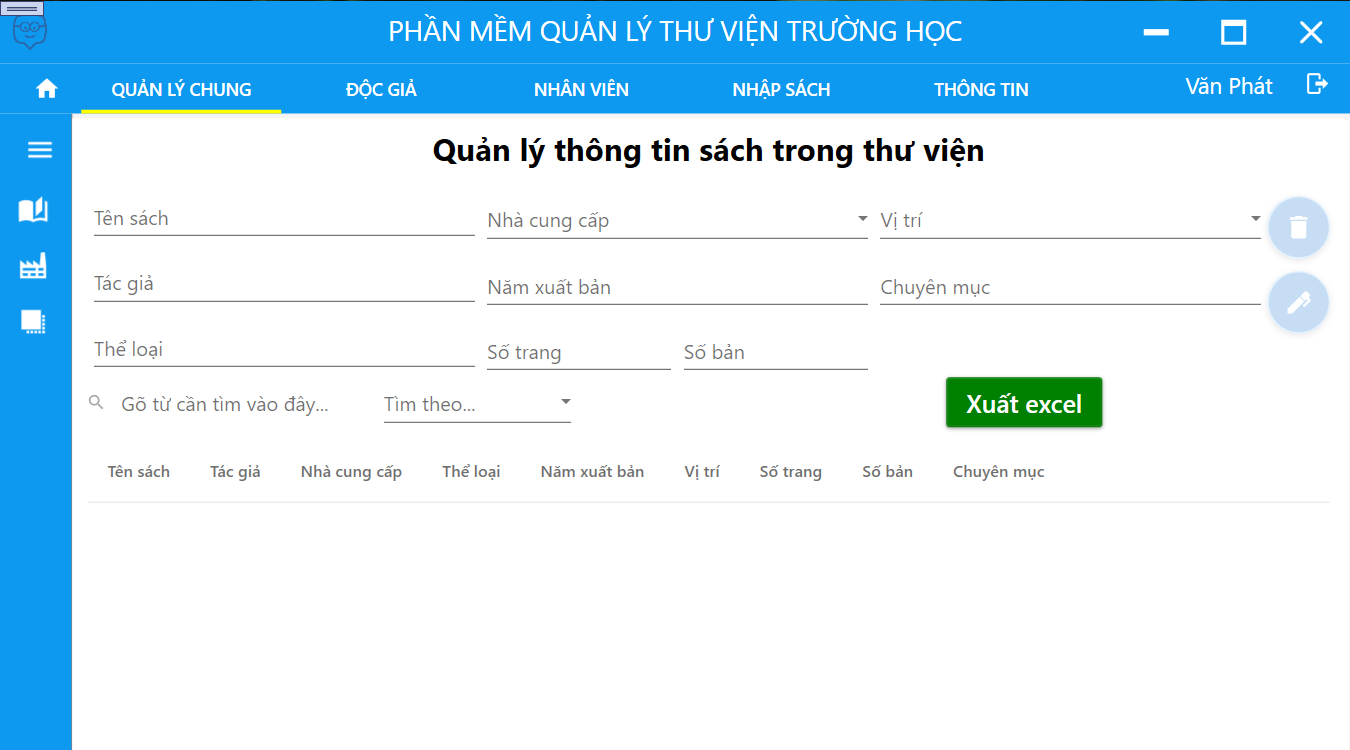 PHẦN MỀM QUẢN LÝ THƯ VIỆN TRƯỜNG HỌC
QUẢN LÝ CHUNG ĐỘC GIẢ NHÂN VIÊN NHẬP SÁCH THÔNG TIN Văn Phát
Quản lý thông tin sách trong thư viện
Tên sách Nhà cung cấp Vị trí
Tác giả Năm xuất bản Chuyên mục
Thể loại Số trang Số bản
Gõ từ cần tìm vào đây... Tìm theo... Xuất excel
Tên sách Tác giả Nhà cung cấp Thể loại Năm xuất bản Vị trí Số trang Số bản Chuyên mục